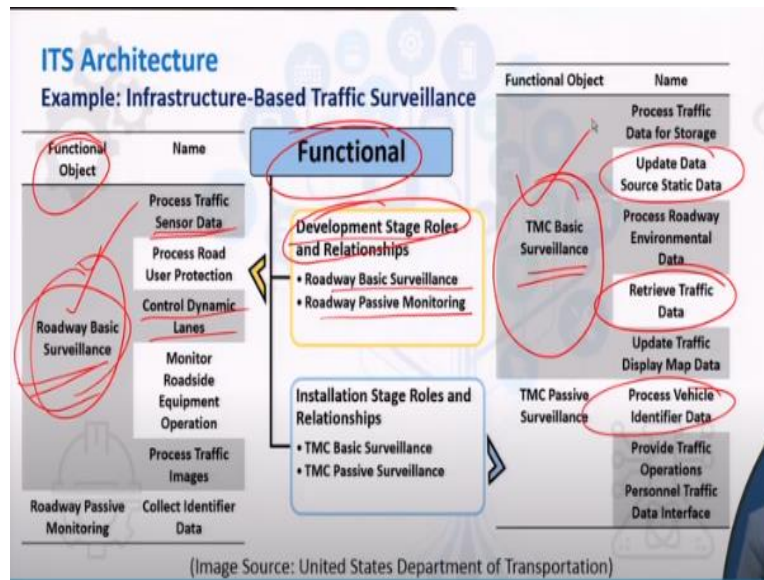 ITS Architecture
Example: Infrastructure-Based Traffic Surveillance
Functional
Object
Name
Roadway Basic
Surveillance
Process Traffic
Sensor Data
Process Road
User Protection
Control Dynamic
Lanes
Monitor
Roadside
Equipment
Operation
Process Traffic
Images
Roadway Passive
Monitoring
Collect Identifier
Data
Functional
Development Stage Roles
and Relationships
• Roadway Basic Surveillance
• Roadway Passive Monitoring
Installation Stage Roles and
Relationships
• TMC Basic Surveillance
• TMC Passive Surveillance
Functional Object
Name
TMC Basic
Surveillance
Process Traffic
Data for Storage
Update Data
Source Static Data
Process Roadway
Environmental
Data
Retrieve Traffic
Data
Update Traffic
Display Map Data
TMC Passive
Surveillance
Process Vehicle
Identifier Data
Provide Traffic
Operations
Personnel Traffic
Data Interface
(Image Source: United States Department of Transportation)